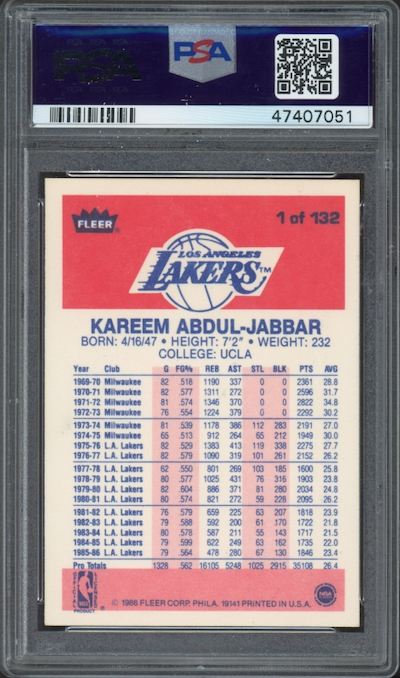 PSA
PSA
47407051
FLEER®
1 of 132
LOS ANGELES
LAKERS™
KAREEM ABDUL-JABBAR
BORN: 4/16/47 • HEIGHT: 7'2" • WEIGHT: 232
COLLEGE: UCLA
Year Club G FG% REB AST STL BLK PTS AVG
1969-70 Milwaukee 82 .518 1190 337 0 0 2361 28.8
1970-71 Milwaukee 82 .577 1311 272 0 0 2596 31.7
1971-72 Milwaukee 81 .574 1346 370 0 0 2822 34.8
1972-73 Milwaukee 76 .554 1224 379 0 0 2292 30.2
1973-74 Milwaukee 81 .539 1178 386 112 283 2191 27.0
1974-75 Milwaukee 65 .513 912 264 65 212 1949 30.0
1975-76 L.A. Lakers 82 .529 1383 413 119 338 2275 27.7
1976-77 L.A. Lakers 82 .579 1090 319 101 261 2152 26.2
1977-78 L.A. Lakers 62 .550 801 269 103 185 1600 25.8
1978-79 L.A. Lakers 80 .577 1025 431 76 316 1903 23.8
1979-80 L.A. Lakers 82 .604 886 371 81 280 2034 24.8
1980-81 L.A. Lakers 80 .574 821 272 59 228 2095 26.2
1981-82 L.A. Lakers 76 .579 659 225 63 207 1818 23.9
1982-83 L.A. Lakers 79 .588 592 200 61 170 1722 21.8
1983-84 L.A. Lakers 80 .578 587 211 55 143 1717 21.5
1984-85 L.A. Lakers 79 .599 622 249 63 162 1735 22.0
1985-86 L.A. Lakers 79 .564 478 280 67 130 1846 23.4
Pro Totals 1328 .562 16105 5248 1025 2915 35108 26.4
© 1986 FLEER CORP. PHILA. 19141 PRINTED IN U.S.A.